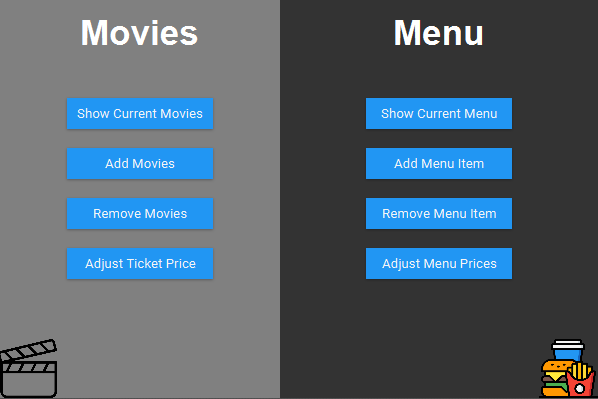 Movies
Show Current Movies
Add Movies
Remove Movies
Adjust Ticket Price
Menu
Show Current Menu
Add Menu Item
Remove Menu Item
Adjust Menu Prices